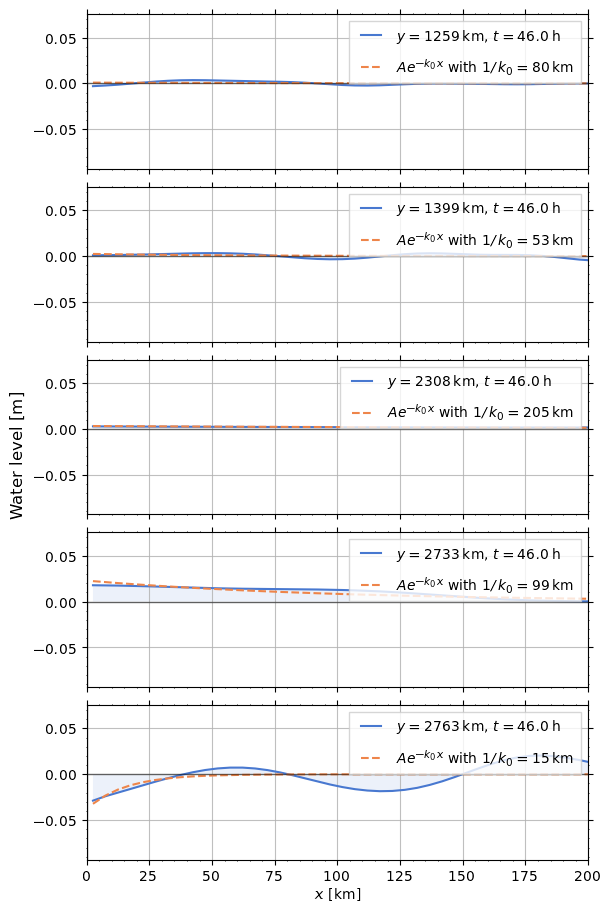 0.05
0.00
−0.05
y = 1259 km, t = 46.0 h
Ae^{−k₀x} with 1/k₀ = 80 km
0.05
0.00
−0.05
y = 1399 km, t = 46.0 h
Ae^{−k₀x} with 1/k₀ = 53 km
0.05
0.00
−0.05
y = 2308 km, t = 46.0 h
Ae^{−k₀x} with 1/k₀ = 205 km
Water level [m]
0.05
0.00
−0.05
y = 2733 km, t = 46.0 h
Ae^{−k₀x} with 1/k₀ = 99 km
0.05
0.00
−0.05
y = 2763 km, t = 46.0 h
Ae^{−k₀x} with 1/k₀ = 15 km
0 25 50 75 100 125 150 175 200
x [km]